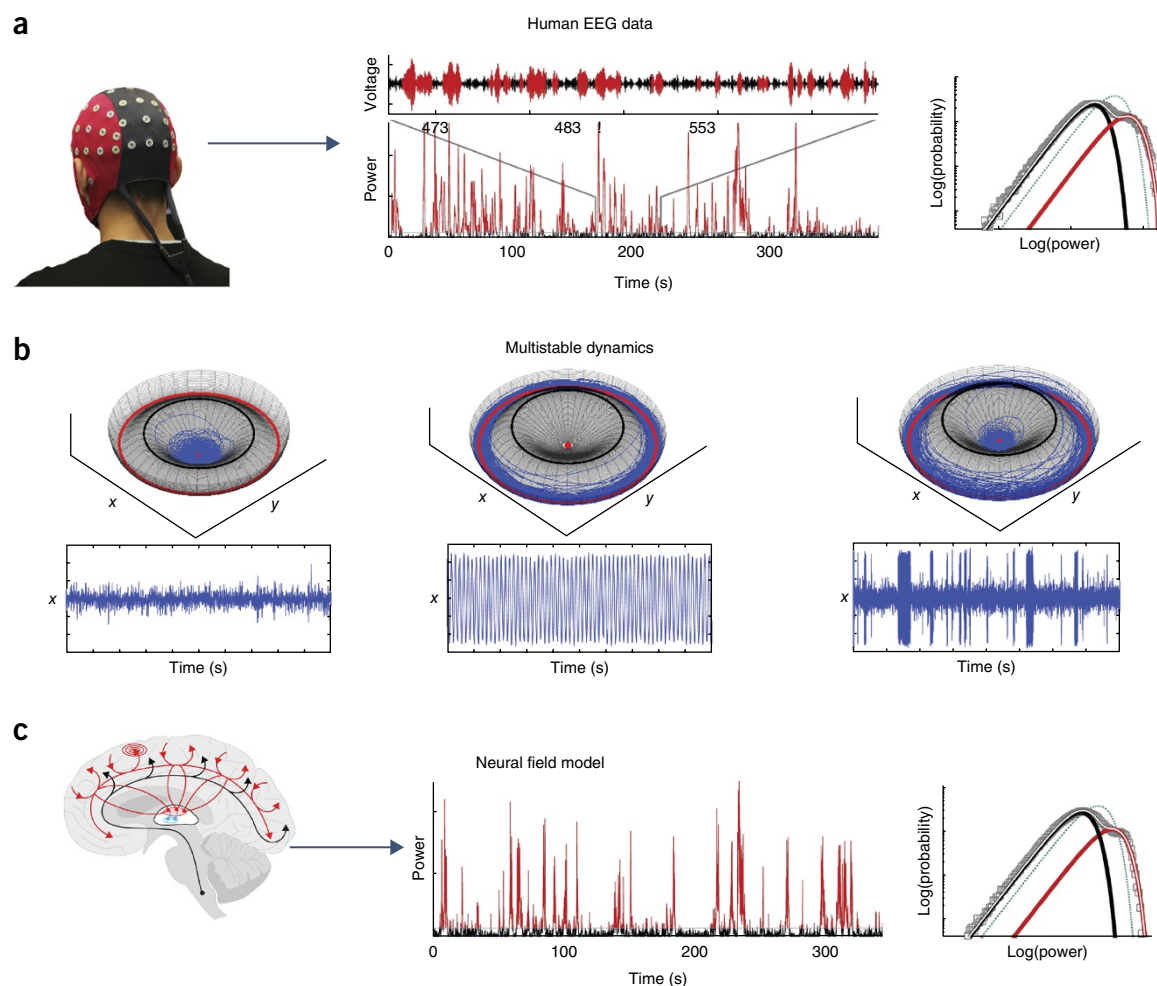 a
Human EEG data
Voltage
473 483 553
Power
0 100 200 300
Time (s)
Log(probability)
Log(power)
b
Multistable dynamics
x y
x y
x y
x
Time (s)
x
Time (s)
x
Time (s)
c
Neural field model
Power
0 100 200 300
Time (s)
Log(probability)
Log(power)